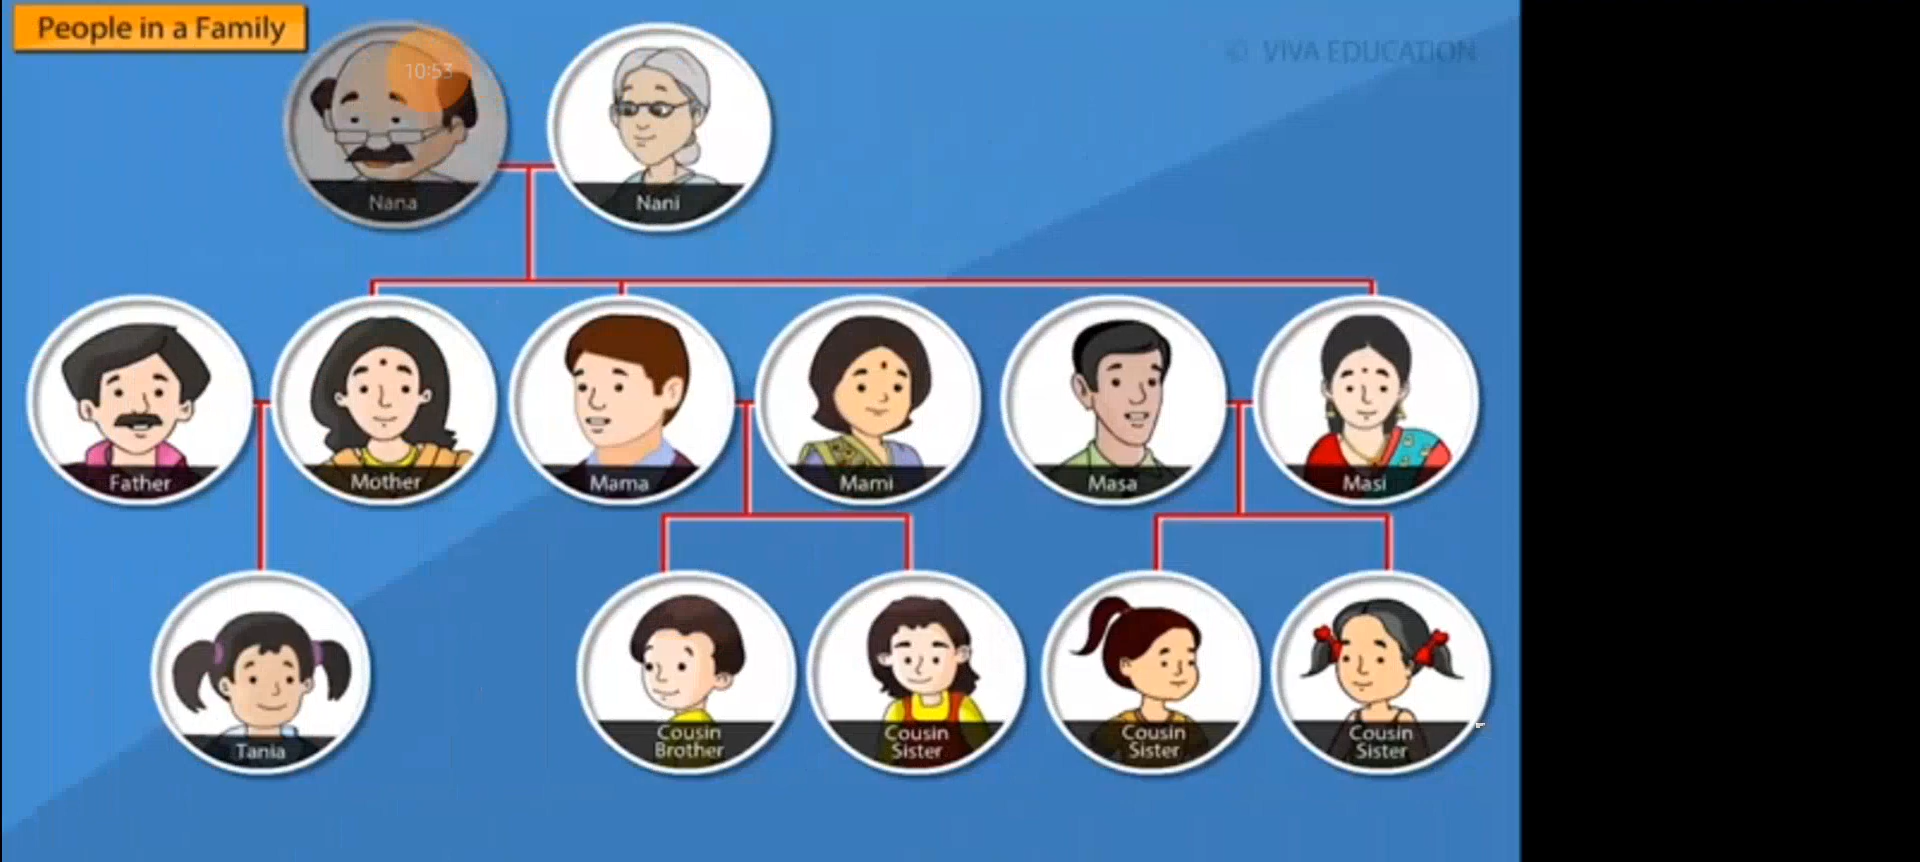 People in a Family
10:53
© VIVA EDUCATION
Nana
Nani
Father
Mother
Mama
Mami
Masa
Masi
Tania
Cousin
Brother
Cousin
Sister
Cousin
Sister
Cousin
Sister